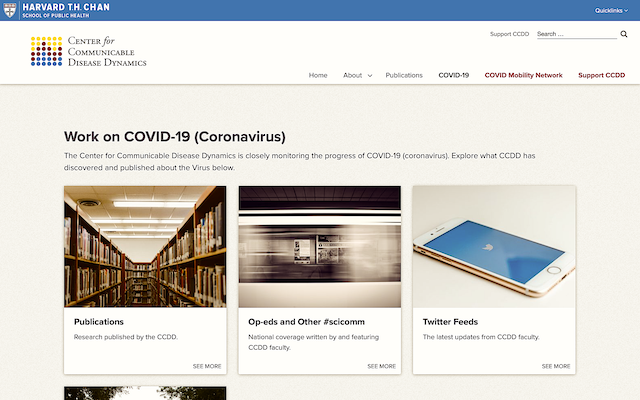 HARVARD T.H. CHAN
SCHOOL OF PUBLIC HEALTH
Quicklinks
Support CCDD
Search ...
CENTER for
COMMUNICABLE
DISEASE DYNAMICS
Home About Publications COVID-19 COVID Mobility Network Support CCDD
Work on COVID-19 (Coronavirus)
The Center for Communicable Disease Dynamics is closely monitoring the progress of COVID-19 (coronavirus). Explore what CCDD has
discovered and published about the Virus below.
Publications
Research published by the CCDD.
SEE MORE
Op-eds and Other #scicomm
National coverage written by and featuring
CCDD faculty.
SEE MORE
Twitter Feeds
The latest updates from CCDD faculty.
SEE MORE